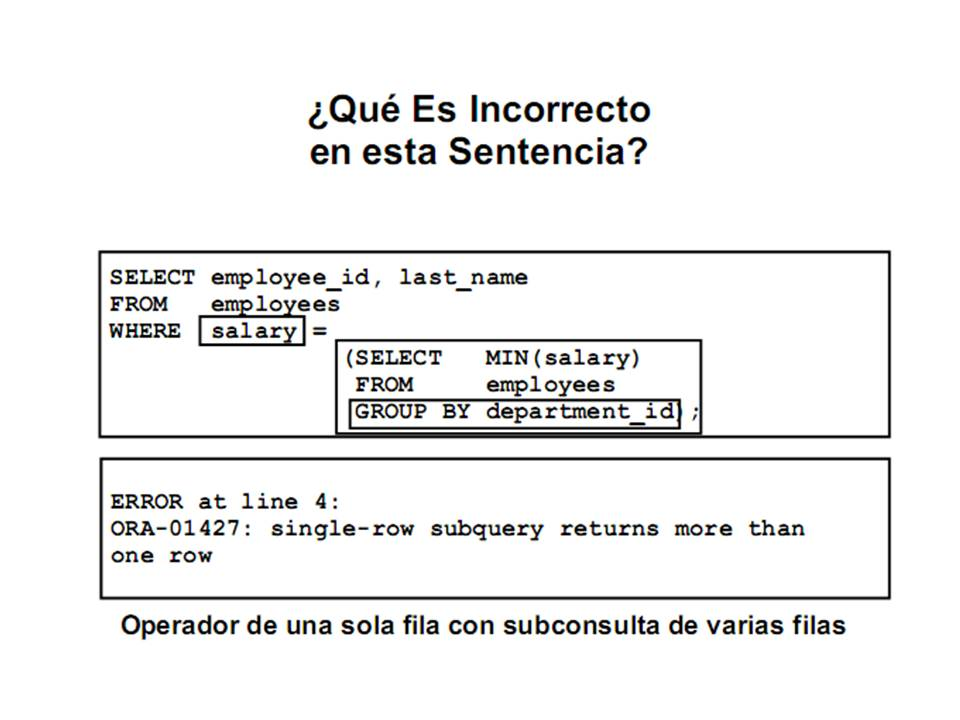 ¿Qué Es Incorrecto
en esta Sentencia?
SELECT employee_id, last_name
FROM employees
WHERE salary =
(SELECT MIN(salary)
FROM employees
GROUP BY department_id);
ERROR at line 4:
ORA-01427: single-row subquery returns more than
one row
Operador de una sola fila con subconsulta de varias filas